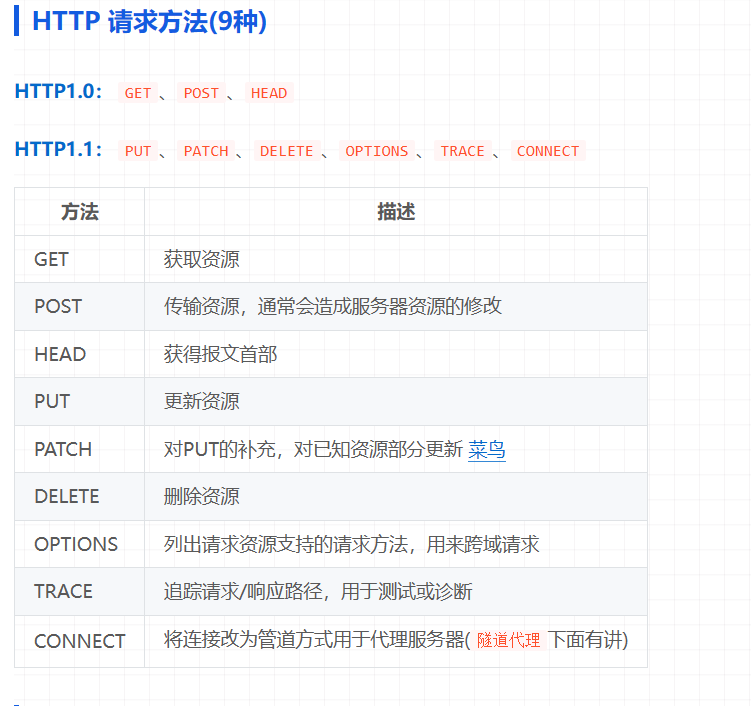 HTTP 请求方法(9种)
HTTP1.0： GET 、 POST 、 HEAD
HTTP1.1： PUT 、 PATCH 、 DELETE 、 OPTIONS 、 TRACE 、 CONNECT
方法 描述
GET 获取资源
POST 传输资源，通常会造成服务器资源的修改
HEAD 获得报文首部
PUT 更新资源
PATCH 对PUT的补充，对已知资源部分更新 菜鸟
DELETE 删除资源
OPTIONS 列出请求资源支持的请求方法，用来跨域请求
TRACE 追踪请求/响应路径，用于测试或诊断
CONNECT 将连接改为管道方式用于代理服务器( 隧道代理 下面有讲)